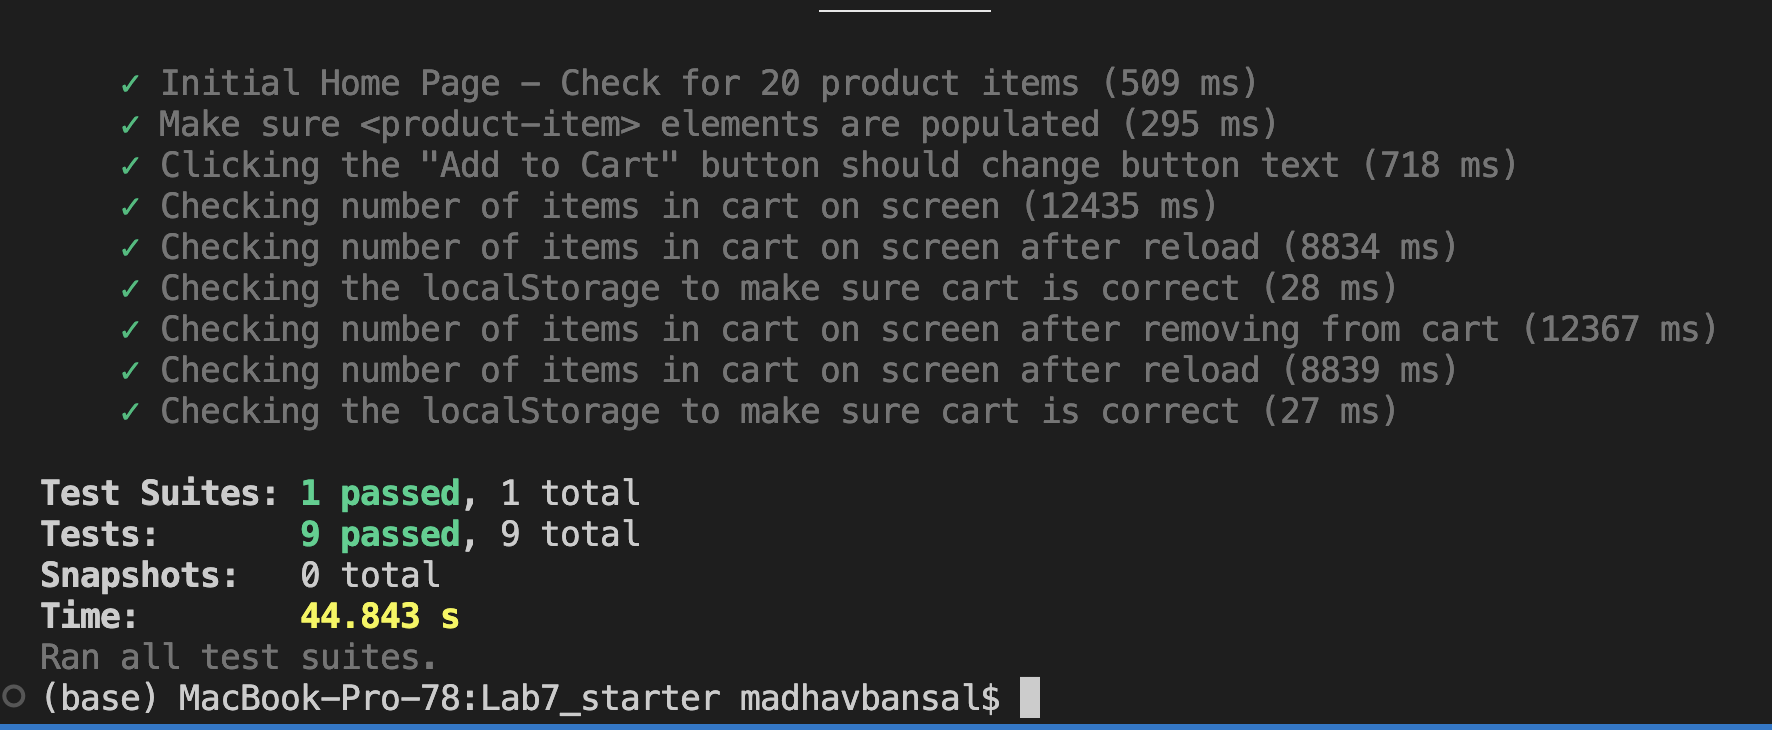 ✓ Initial Home Page – Check for 20 product items (509 ms)
✓ Make sure <product-item> elements are populated (295 ms)
✓ Clicking the "Add to Cart" button should change button text (718 ms)
✓ Checking number of items in cart on screen (12435 ms)
✓ Checking number of items in cart on screen after reload (8834 ms)
✓ Checking the localStorage to make sure cart is correct (28 ms)
✓ Checking number of items in cart on screen after removing from cart (12367 ms)
✓ Checking number of items in cart on screen after reload (8839 ms)
✓ Checking the localStorage to make sure cart is correct (27 ms)
Test Suites: 1 passed, 1 total
Tests: 9 passed, 9 total
Snapshots: 0 total
Time: 44.843 s
Ran all test suites.
(base) MacBook-Pro-78:Lab7_starter madhavbansal$